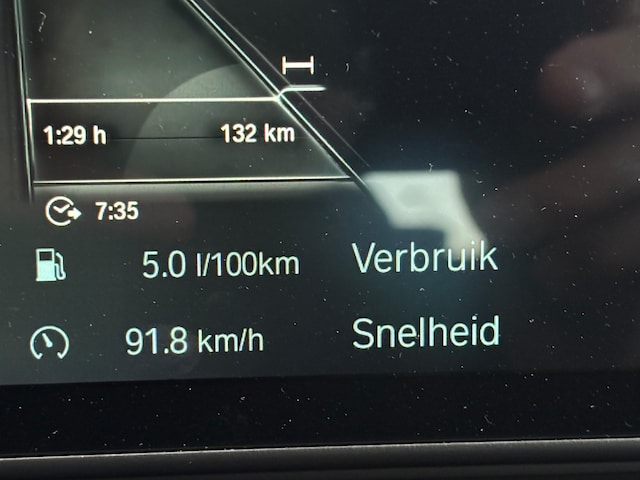 1:29 h 132 km
7:35
5.0 l/100km Verbruik
91.8 km/h Snelheid